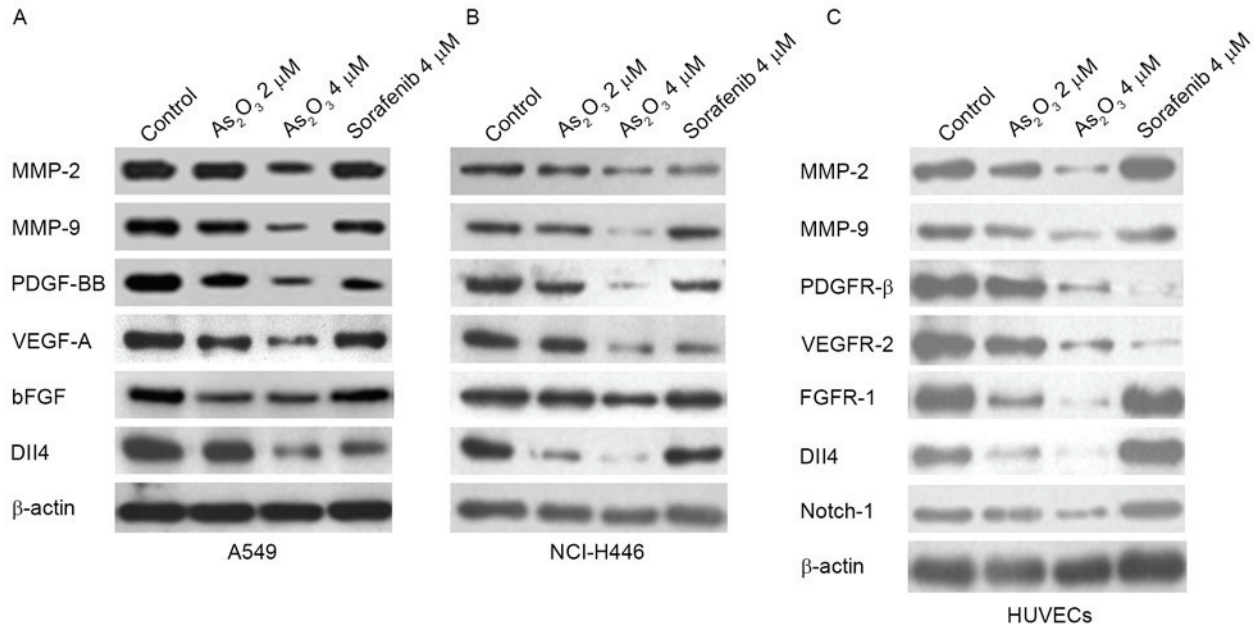 A
Control
As₂O₃ 2 μM
As₂O₃ 4 μM
Sorafenib 4 μM
MMP-2
MMP-9
PDGF-BB
VEGF-A
bFGF
Dll4
β-actin
A549
B
Control
As₂O₃ 2 μM
As₂O₃ 4 μM
Sorafenib 4 μM
NCI-H446
C
Control
As₂O₃ 2 μM
As₂O₃ 4 μM
Sorafenib 4 μM
MMP-2
MMP-9
PDGFR-β
VEGFR-2
FGFR-1
Dll4
Notch-1
β-actin
HUVECs